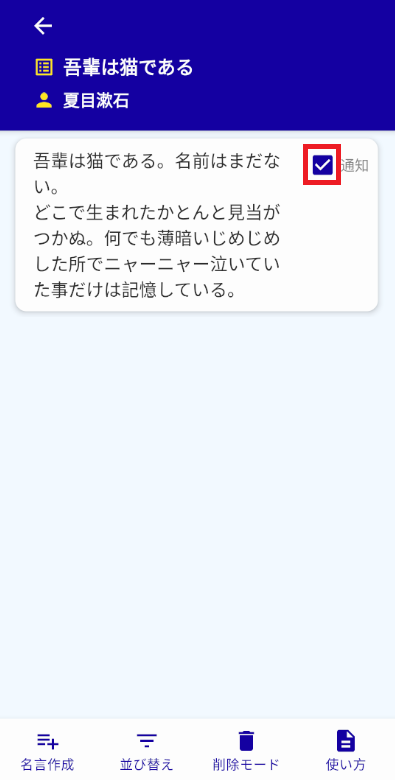 吾輩は猫である
夏目漱石
吾輩は猫である。名前はまだな
い。
どこで生まれたかとんと見当が
つかぬ。何でも薄暗いじめじめ
した所でニャーニャー泣いてい
た事だけは記憶している。
通知
名言作成
並び替え
削除モード
使い方